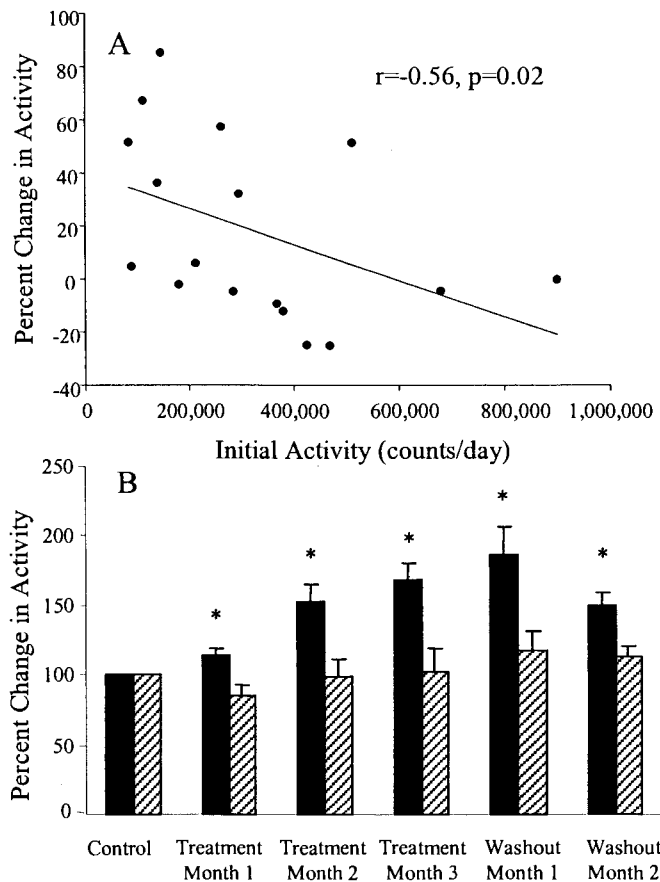 100
A
80
r=-0.56, p=0.02
60
40
20
0
-20
-40
Percent Change in Activity
0 200,000 400,000 600,000 800,000 1,000,000
Initial Activity (counts/day)
250
B
*
200
* * *
150
*
100
50
0
Percent Change in Activity
Control Treatment Treatment Treatment Washout Washout
Month 1 Month 2 Month 3 Month 1 Month 2